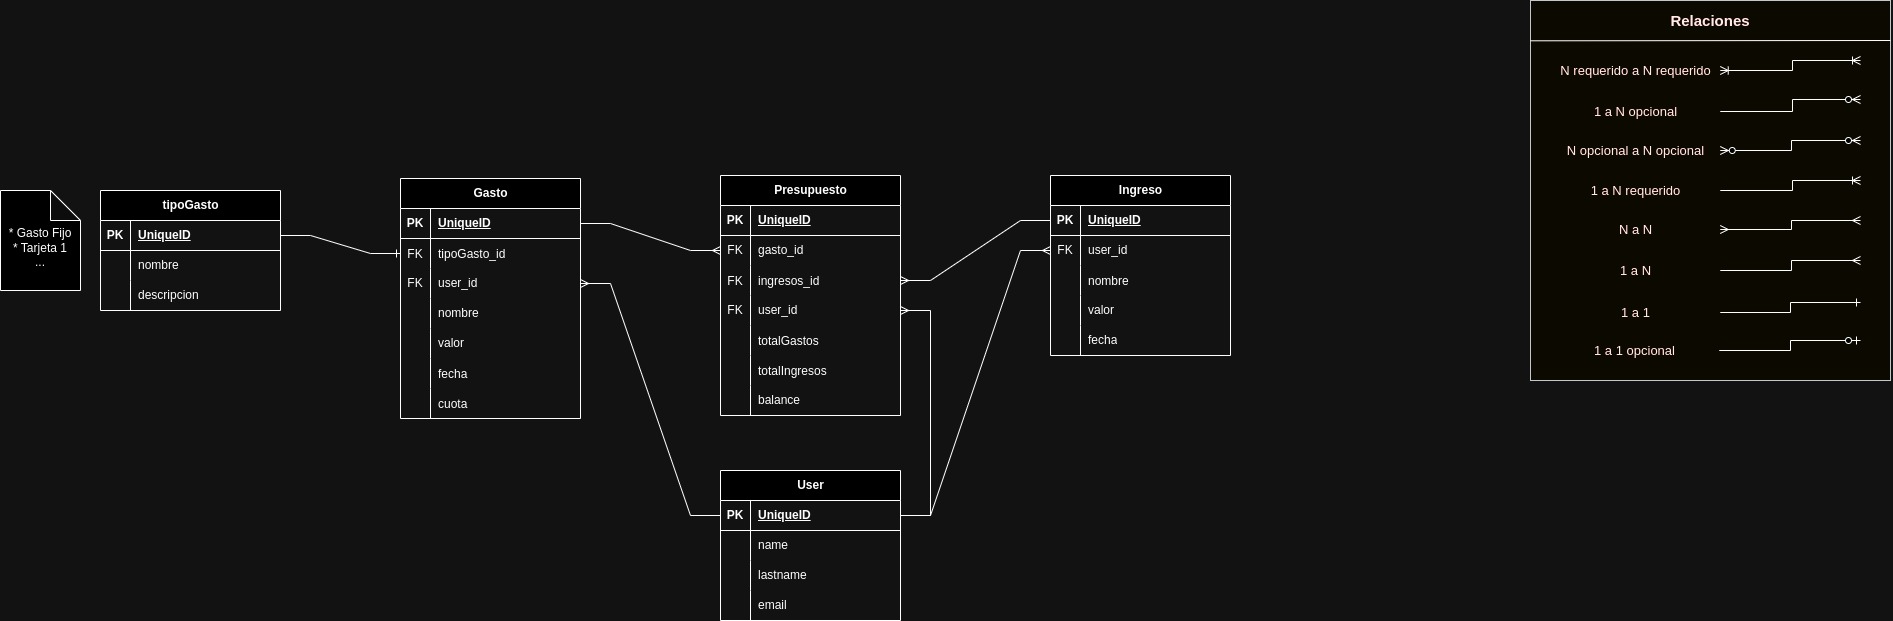 * Gasto Fijo
* Tarjeta 1
...
tipoGasto
PK UniqueID
nombre
descripcion
Gasto
PK UniqueID
FK tipoGasto_id
FK user_id
nombre
valor
fecha
cuota
Presupuesto
PK UniqueID
FK gasto_id
FK ingresos_id
FK user_id
totalGastos
totalIngresos
balance
User
PK UniqueID
name
lastname
email
Ingreso
PK UniqueID
FK user_id
nombre
valor
fecha
Relaciones
N requerido a N requerido
1 a N opcional
N opcional a N opcional
1 a N requerido
N a N
1 a N
1 a 1
1 a 1 opcional